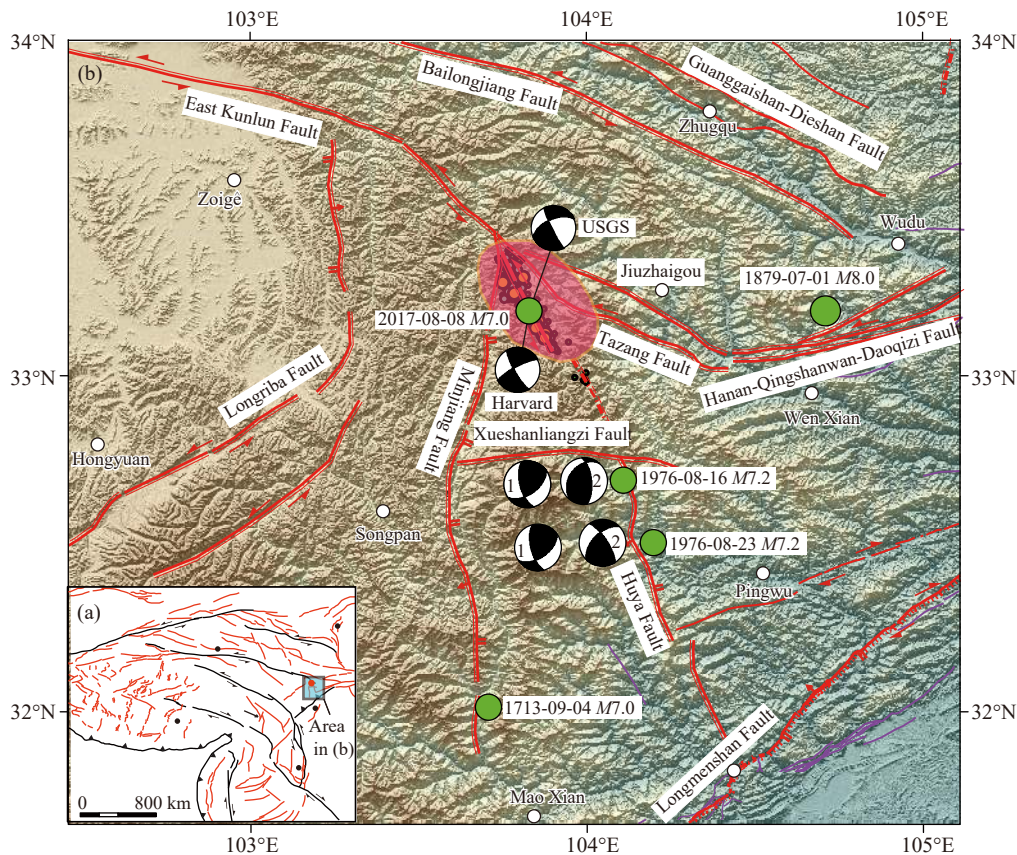 103°E
104°E
105°E
34°N
34°N
(b)
Bailongjiang Fault
Guanggaishan-Dieshan Fault
East Kunlun Fault
Zhugqu
Zoigê
Wudu
USGS
Jiuzhaigou
1879-07-01 M8.0
2017-08-08 M7.0
Tazang Fault
Hanan-Qingshanwan-Daoqizi Fault
33°N
33°N
Harvard
Wen Xian
Longriba Fault
Minjiang Fault
Xueshanliangzi Fault
Hongyuan
1
2
1976-08-16 M7.2
Songpan
1
2
1976-08-23 M7.2
Pingwu
Huya Fault
(a)
Area
in (b)
32°N
32°N
1713-09-04 M7.0
Longmenshan Fault
0 800 km
Mao Xian
103°E
104°E
105°E